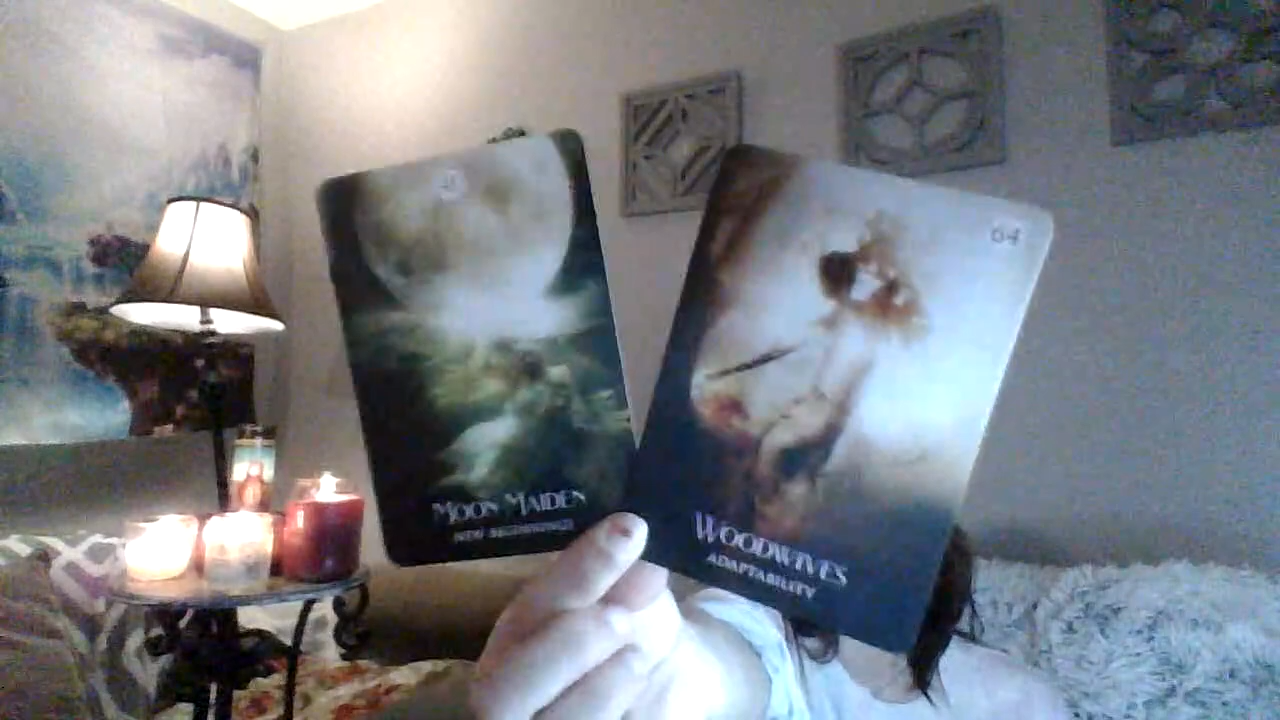 MOON MAIDEN
NEW BEGINNINGS
64
WOODWIVES
ADAPTABILITY